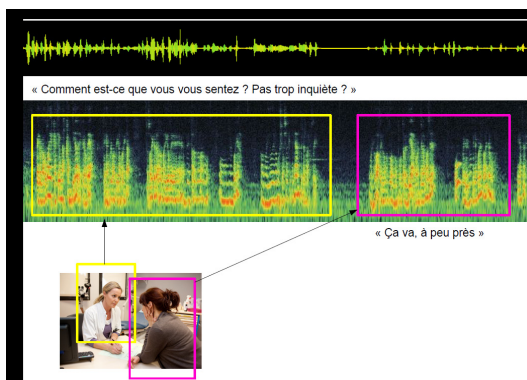 « Comment est-ce que vous vous sentez ? Pas trop inquiète ? »
« Ça va, à peu près »